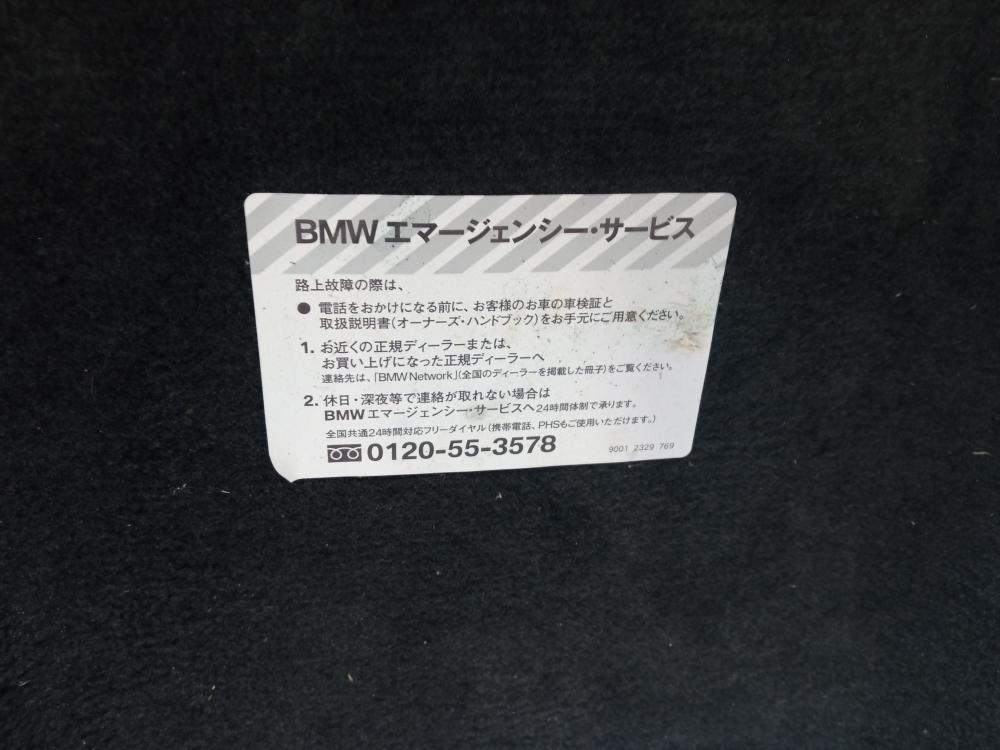 BMW エマージェンシー・サービス
路上故障の際は、
● 電話をおかけになる前に、お客様のお車の車検証と
取扱説明書(オーナーズ・ハンドブック)をお手元にご用意ください。
1. お近くの正規ディーラーまたは、
お買い上げになった正規ディーラーへ
連絡先は、「BMW Network」(全国のディーラーを掲載した冊子)をご覧ください。
2. 休日・深夜等で連絡が取れない場合は
BMW エマージェンシー・サービスへ24時間体制で承ります。
全国共通24時間対応フリーダイヤル(携帯電話、PHSもご使用いただけます。)
0120-55-3578
9001 2329 769